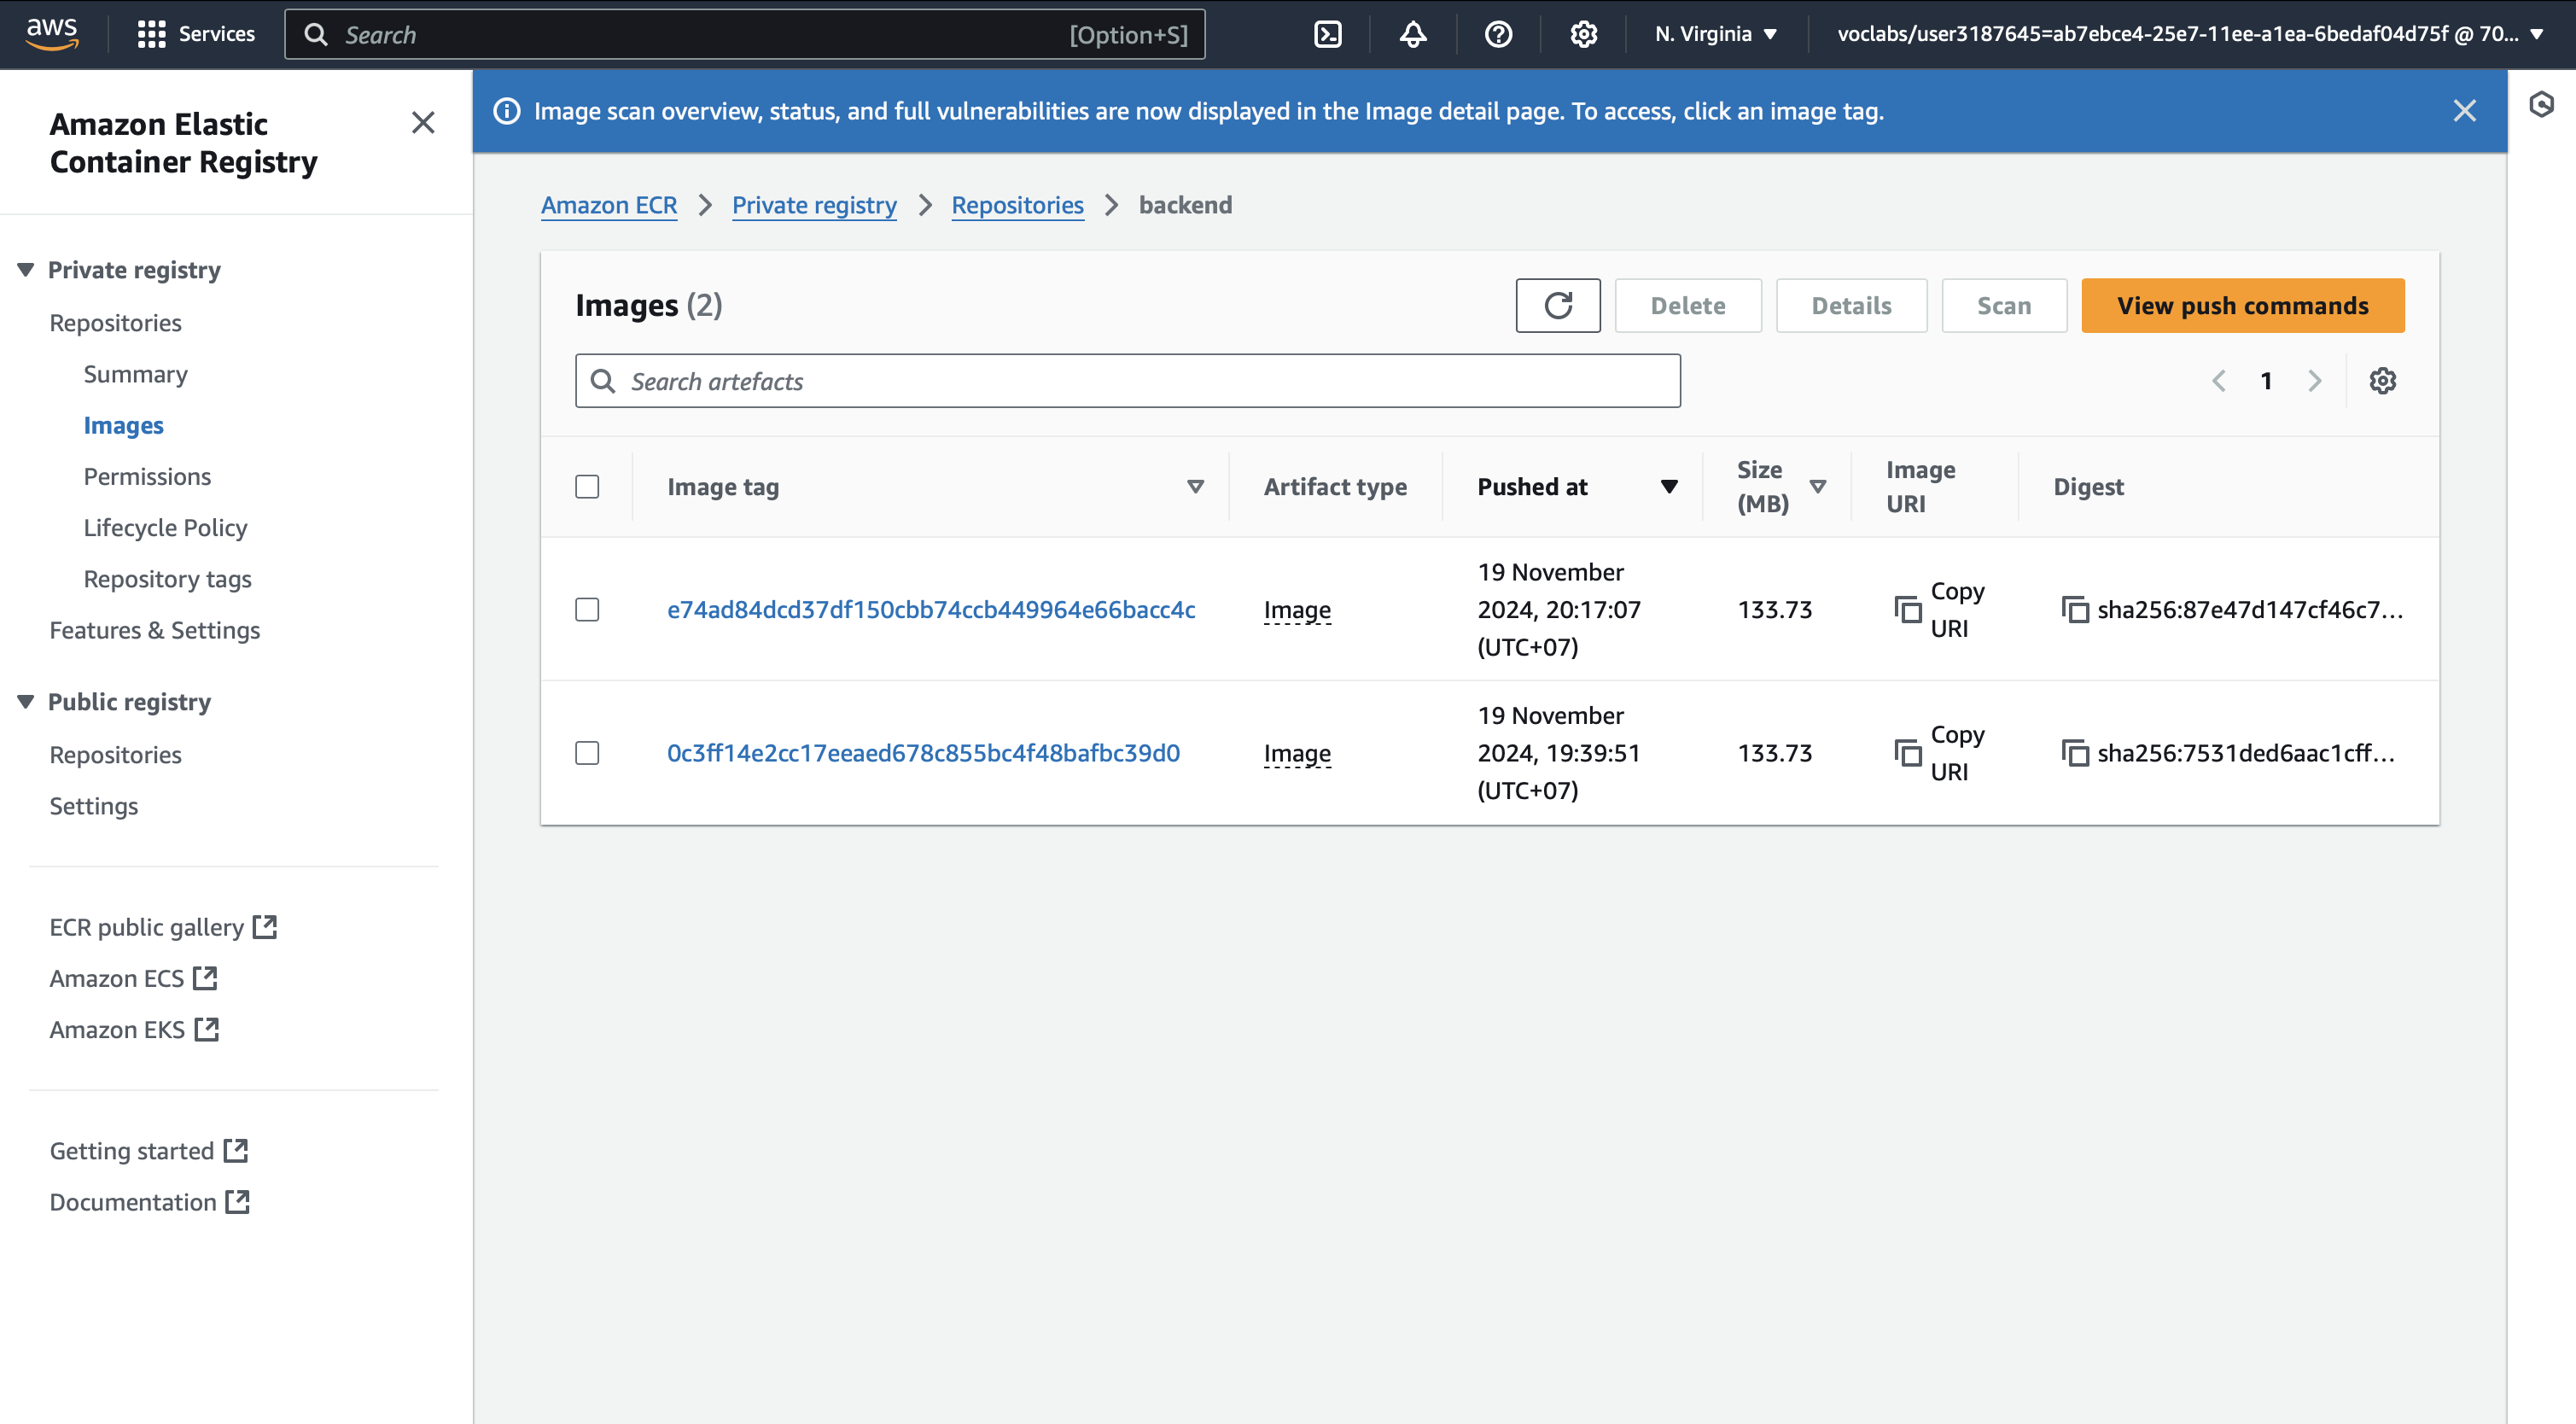 aws
Services
Search
[Option+S]
N. Virginia
voclabs/user3187645=ab7ebce4-25e7-11ee-a1ea-6bedaf04d75f @ 70...
Amazon Elastic
Container Registry
Private registry
Repositories
Summary
Images
Permissions
Lifecycle Policy
Repository tags
Features & Settings
Public registry
Repositories
Settings
ECR public gallery
Amazon ECS
Amazon EKS
Getting started
Documentation
Image scan overview, status, and full vulnerabilities are now displayed in the Image detail page. To access, click an image tag.
Amazon ECR
Private registry
Repositories
backend
Images (2)
Delete
Details
Scan
View push commands
Search artefacts
1
Image tag
Artifact type
Pushed at
Size
(MB)
Image
URI
Digest
e74ad84dcd37df150cbb74ccb449964e66bacc4c
Image
19 November
2024, 20:17:07
(UTC+07)
133.73
Copy
URI
sha256:87e47d147cf46c7...
0c3ff14e2cc17eeaed678c855bc4f48bafbc39d0
Image
19 November
2024, 19:39:51
(UTC+07)
133.73
Copy
URI
sha256:7531ded6aac1cff...